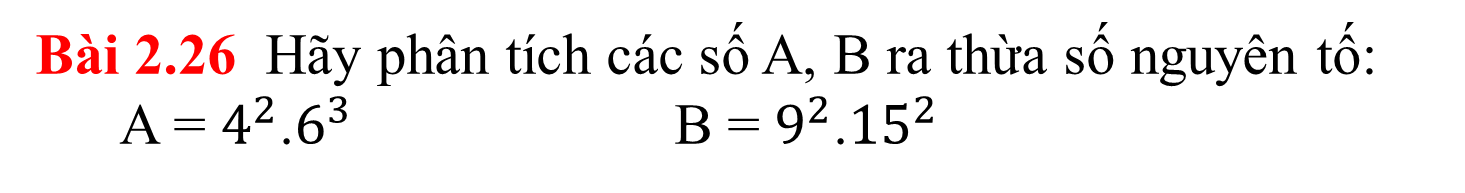 Bài 2.26 Hãy phân tích các số A, B ra thừa số nguyên tố:
A = 4².6³ B = 9².15²